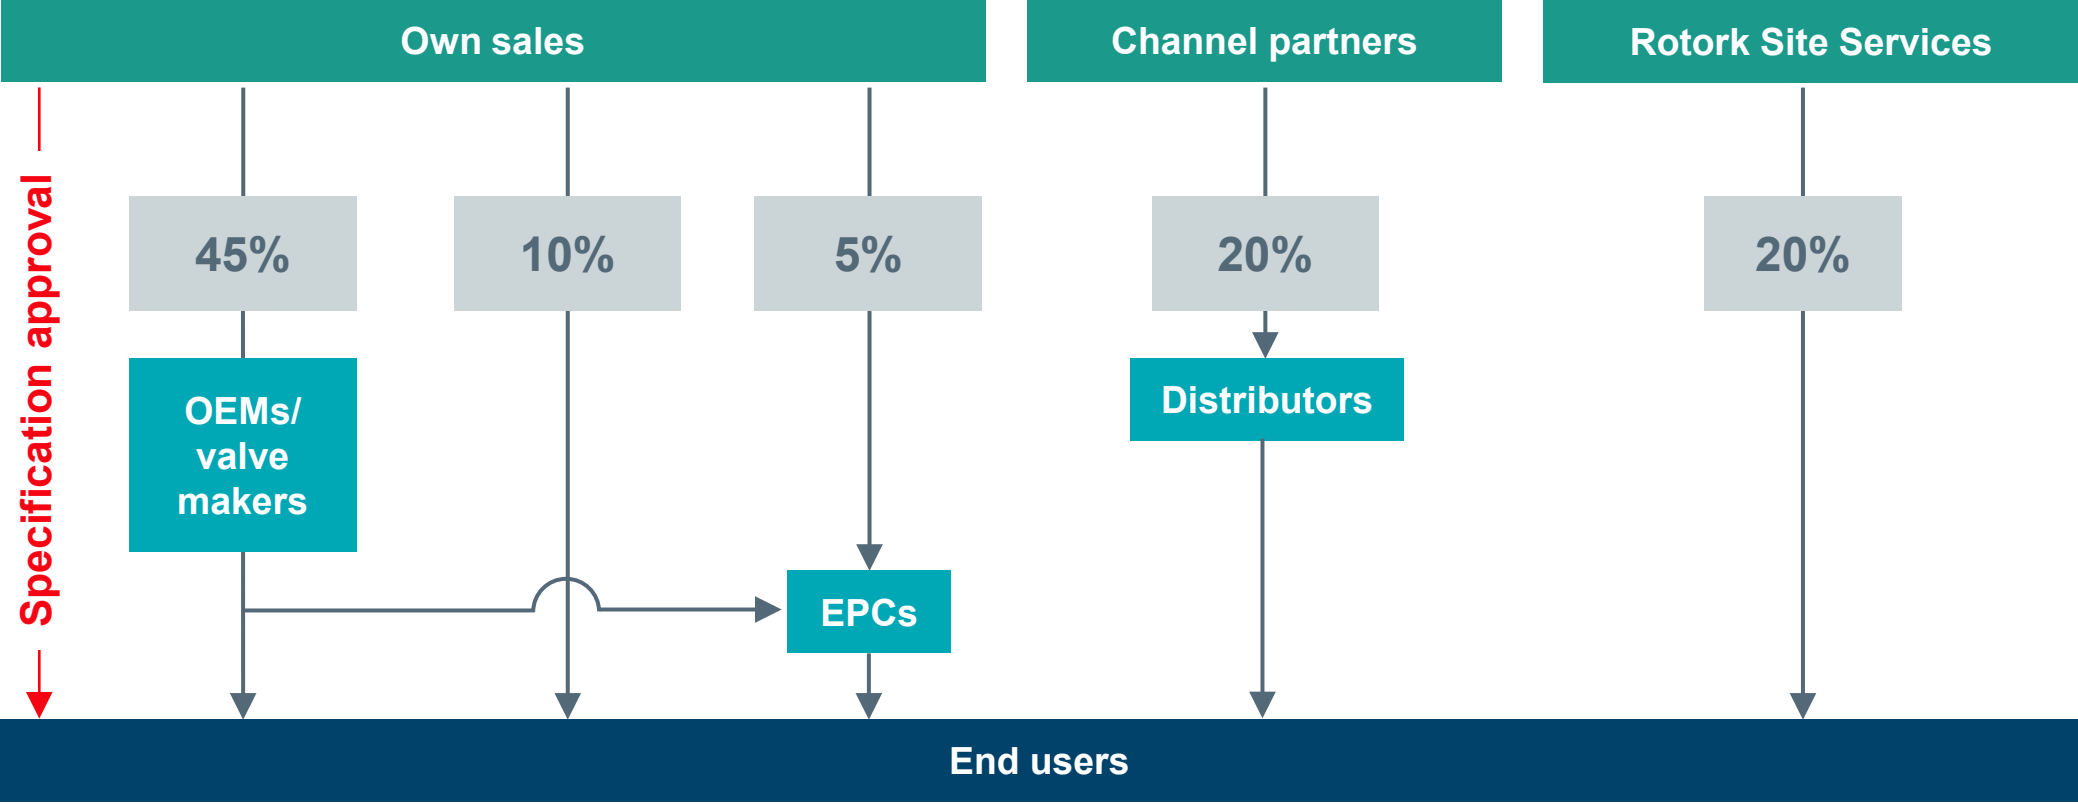 Own sales
Channel partners
Rotork Site Services
Specification approval
45%
10%
5%
20%
20%
OEMs/
valve
makers
Distributors
EPCs
End users